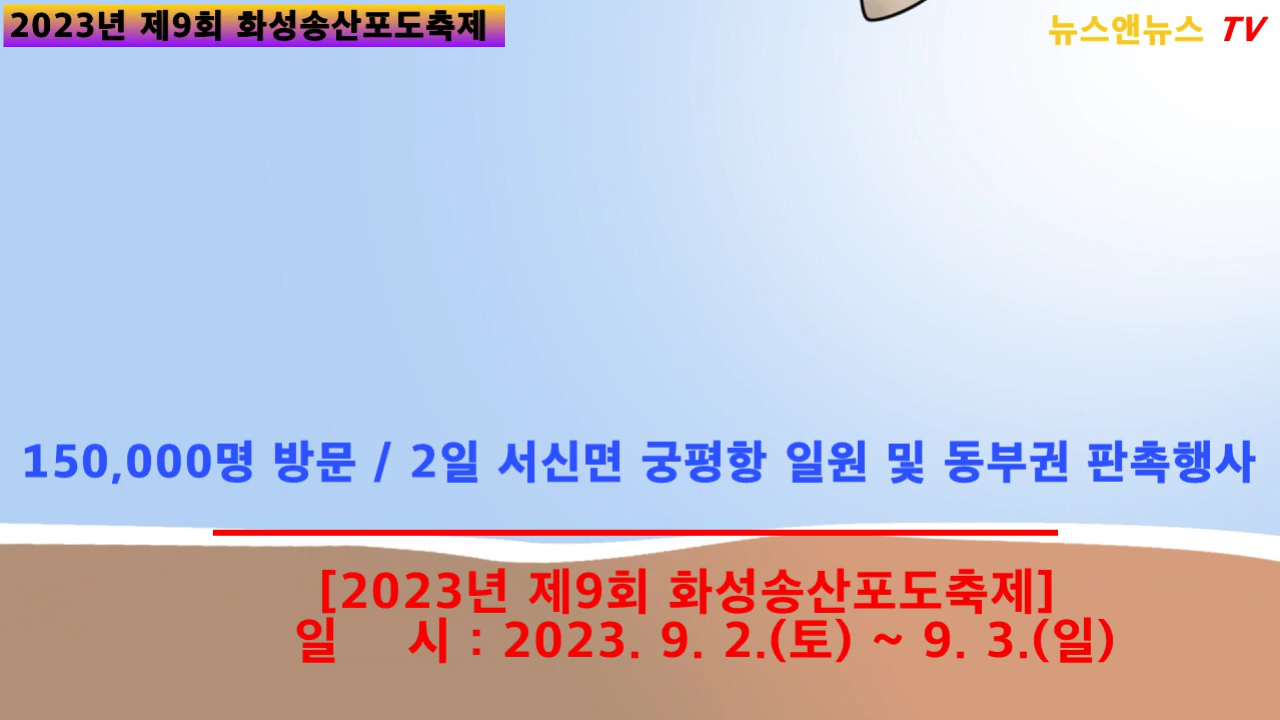 2023년 제9회 화성송산포도축제
뉴스앤뉴스 TV
150,000명 방문 / 2일 서신면 궁평항 일원 및 동부권 판촉행사
[2023년 제9회 화성송산포도축제]
일 시 : 2023. 9. 2.(토) ~ 9. 3.(일)